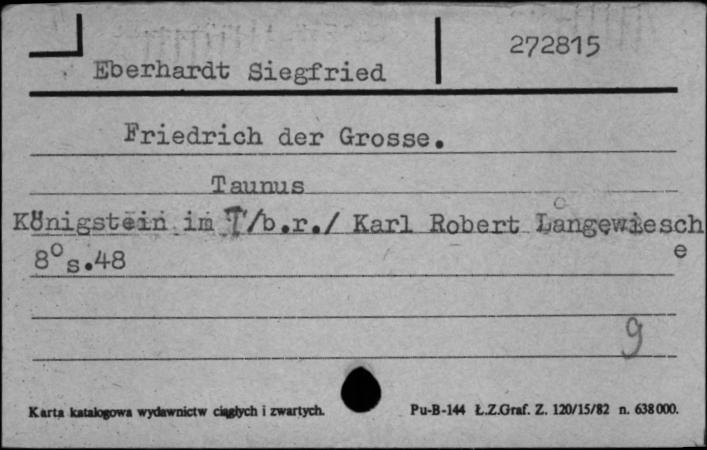 272815
Eberhardt Siegfried
Friedrich der Grosse.
Taunus
Königstein im T/b.r./ Karl Robert Langewiesch
e
8° s.48
9
Karta katalogowa wydawnictw ciągłych i zwartych. Pu-B-144 Ł.Z.Graf. Z. 120/15/82 n. 638000.